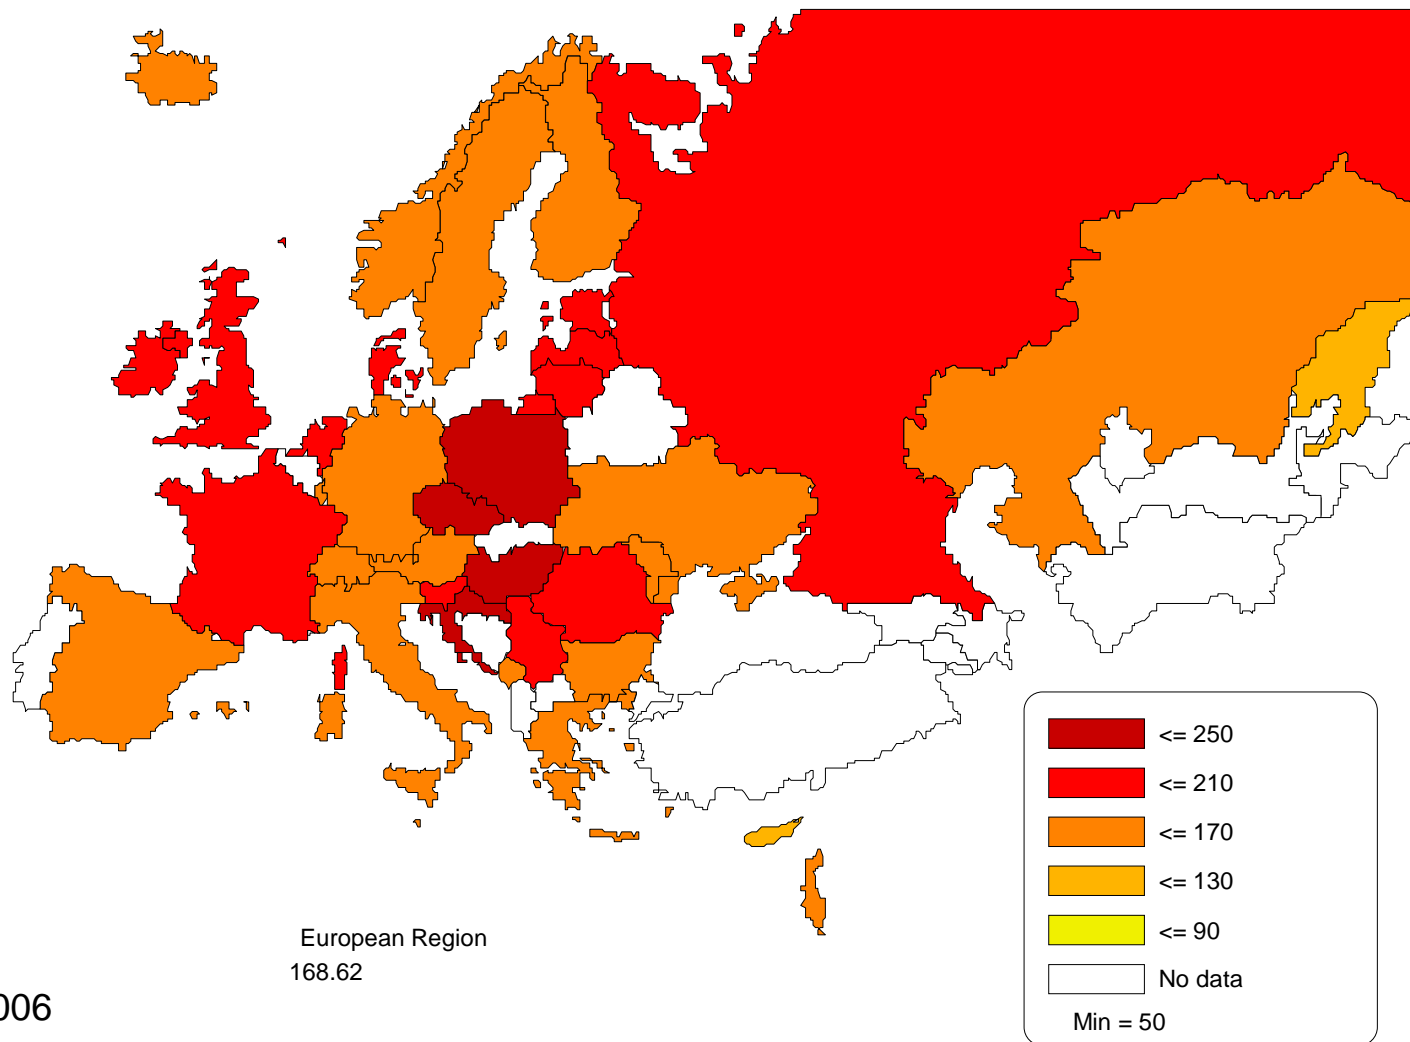 <= 250
<= 210
<= 170
<= 130
<= 90
No data
Min = 50
European Region
168.62
006